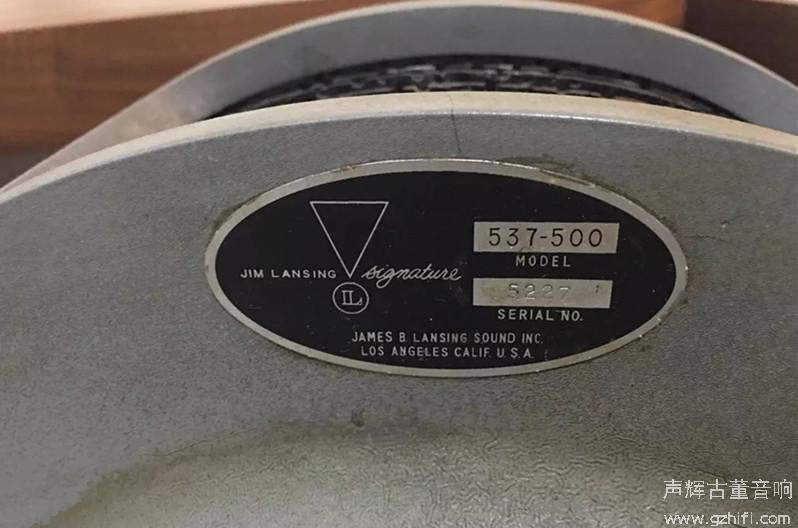 537-500
MODEL
JIM LANSING signature
5227
JL
SERIAL NO.
JAMES B. LANSING SOUND INC.
LOS ANGELES CALIF. U.S.A.
声辉古董音响
www.gzhifi.com